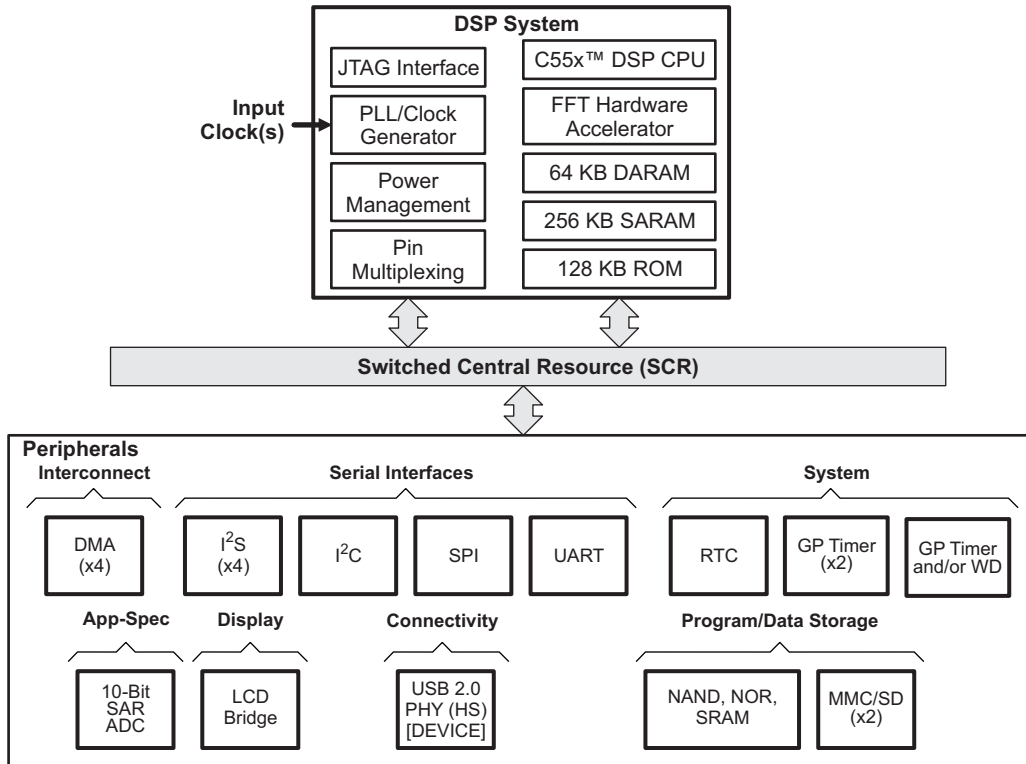 DSP System
JTAG Interface
Input
Clock(s)
PLL/Clock
Generator
Power
Management
Pin
Multiplexing
C55x™ DSP CPU
FFT Hardware
Accelerator
64 KB DARAM
256 KB SARAM
128 KB ROM
Switched Central Resource (SCR)
Peripherals
Interconnect
DMA
(x4)
Serial Interfaces
I²S
(x4)
I²C
SPI
UART
System
RTC
GP Timer
(x2)
GP Timer
and/or WD
App-Spec
10-Bit
SAR
ADC
Display
LCD
Bridge
Connectivity
USB 2.0
PHY (HS)
[DEVICE]
Program/Data Storage
NAND, NOR,
SRAM
MMC/SD
(x2)